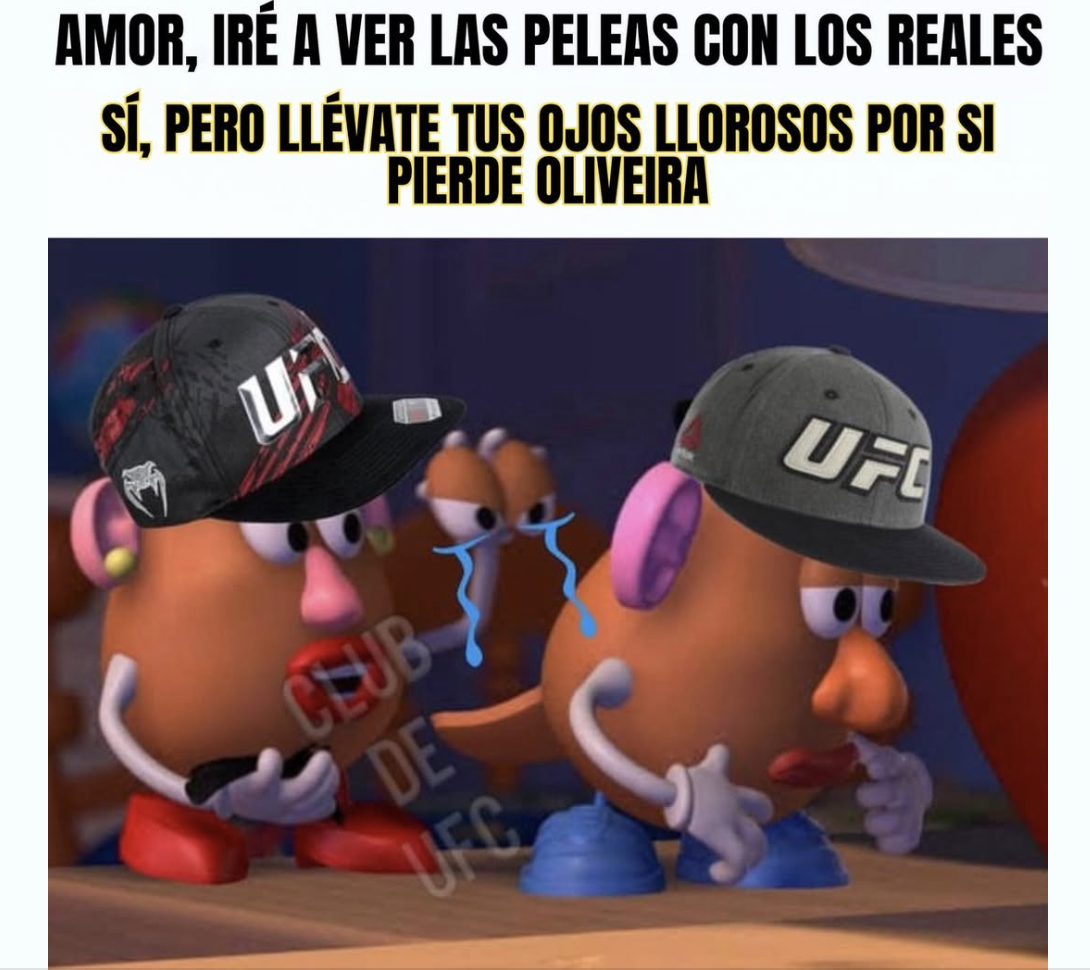 AMOR, IRÉ A VER LAS PELEAS CON LOS REALES
SÍ, PERO LLÉVATE TUS OJOS LLOROSOS POR SI
PIERDE OLIVEIRA
UFC
UFC
CLUB
DE
UFC